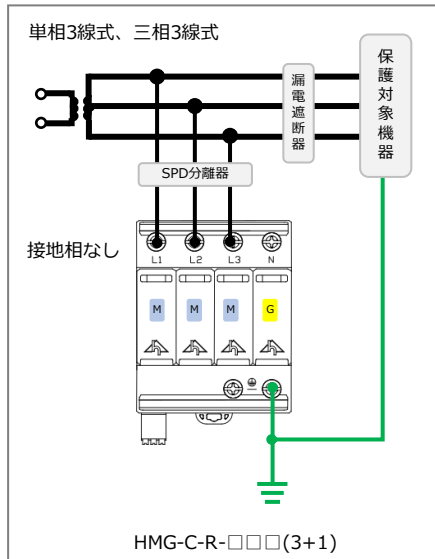 単相3線式、三相3線式
保護対象機器
漏電遮断器
SPD分離器
接地相なし
L1 L2 L3 N
M M M G
HMG-C-R-□□□(3+1)